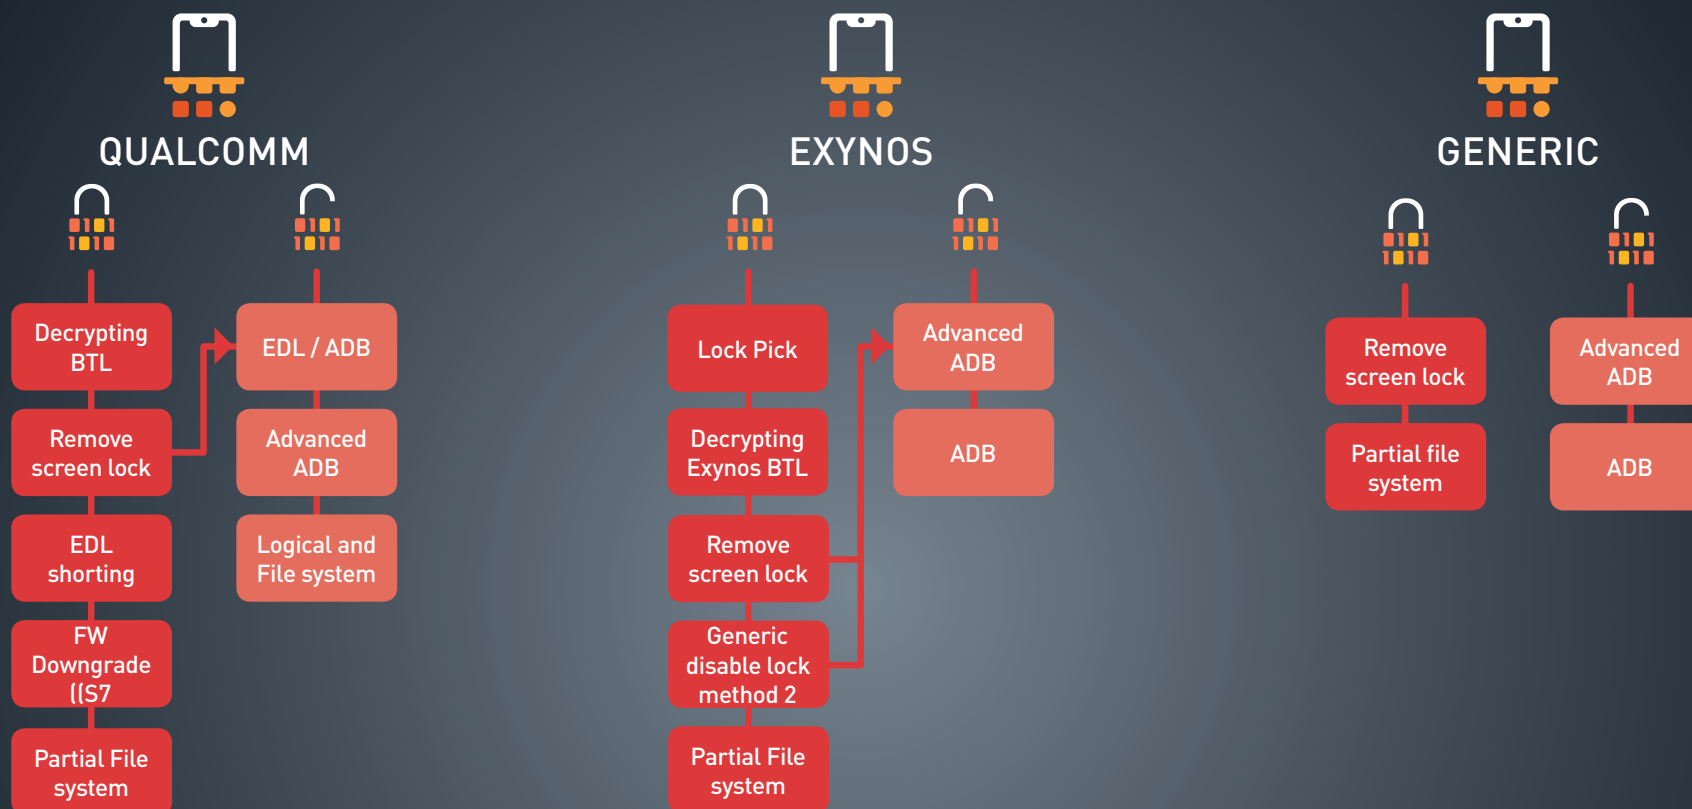 QUALCOMM
Decrypting
BTL
Remove
screen lock
EDL
shorting
FW
Downgrade
((S7
Partial File
system
EDL / ADB
Advanced
ADB
Logical and
File system
EXYNOS
Lock Pick
Decrypting
Exynos BTL
Remove
screen lock
Generic
disable lock
method 2
Partial File
system
Advanced
ADB
ADB
GENERIC
Remove
screen lock
Partial file
system
Advanced
ADB
ADB